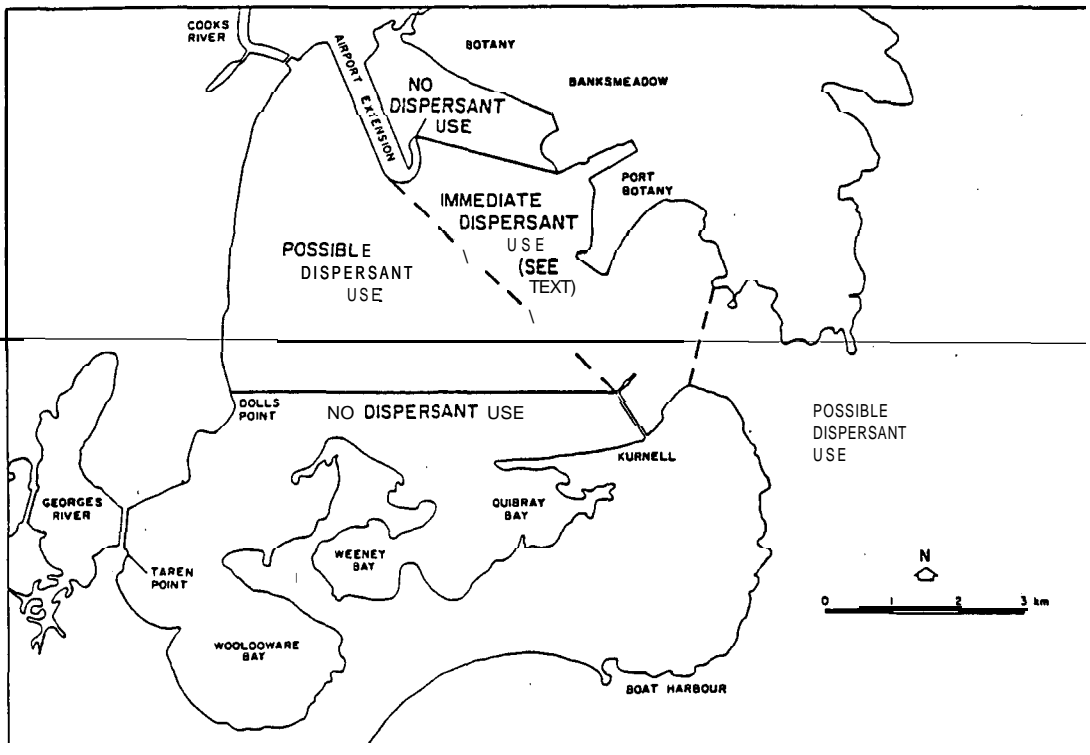 COOKS
RIVER
BOTANY
BANKSMEADOW
AIRPORT EXTENSION
NO
DISPERSANT
USE
PORT
BOTANY
IMMEDIATE
DISPERSANT
USE
(SEE
TEXT)
POSSIBLE
DISPERSANT
USE
DOLLS
POINT
NO DISPERSANT USE
POSSIBLE
DISPERSANT
USE
KURNELL
GEORGES
RIVER
QUIBRAY
BAY
WEENEY
BAY
TAREN
POINT
N
0 1 2 3 km
WOOLOOWARE
BAY
BOAT HARBOUR